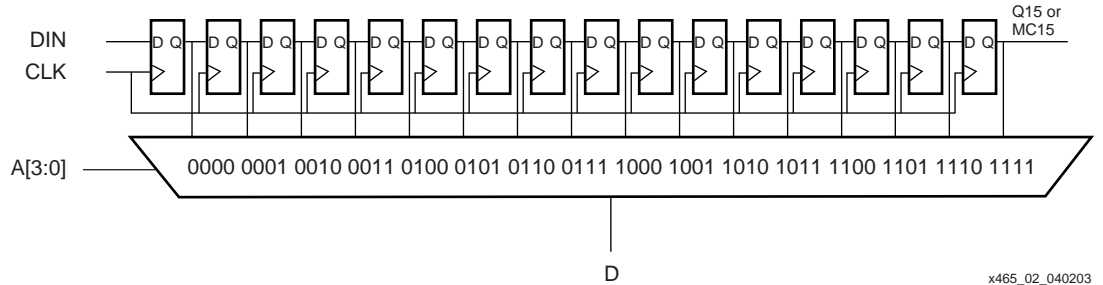 Q15 or
MC15
DIN
D Q D Q D Q D Q D Q D Q D Q D Q D Q D Q D Q D Q D Q D Q D Q D Q
CLK
A[3:0]
0000 0001 0010 0011 0100 0101 0110 0111 1000 1001 1010 1011 1100 1101 1110 1111
D
x465_02_040203